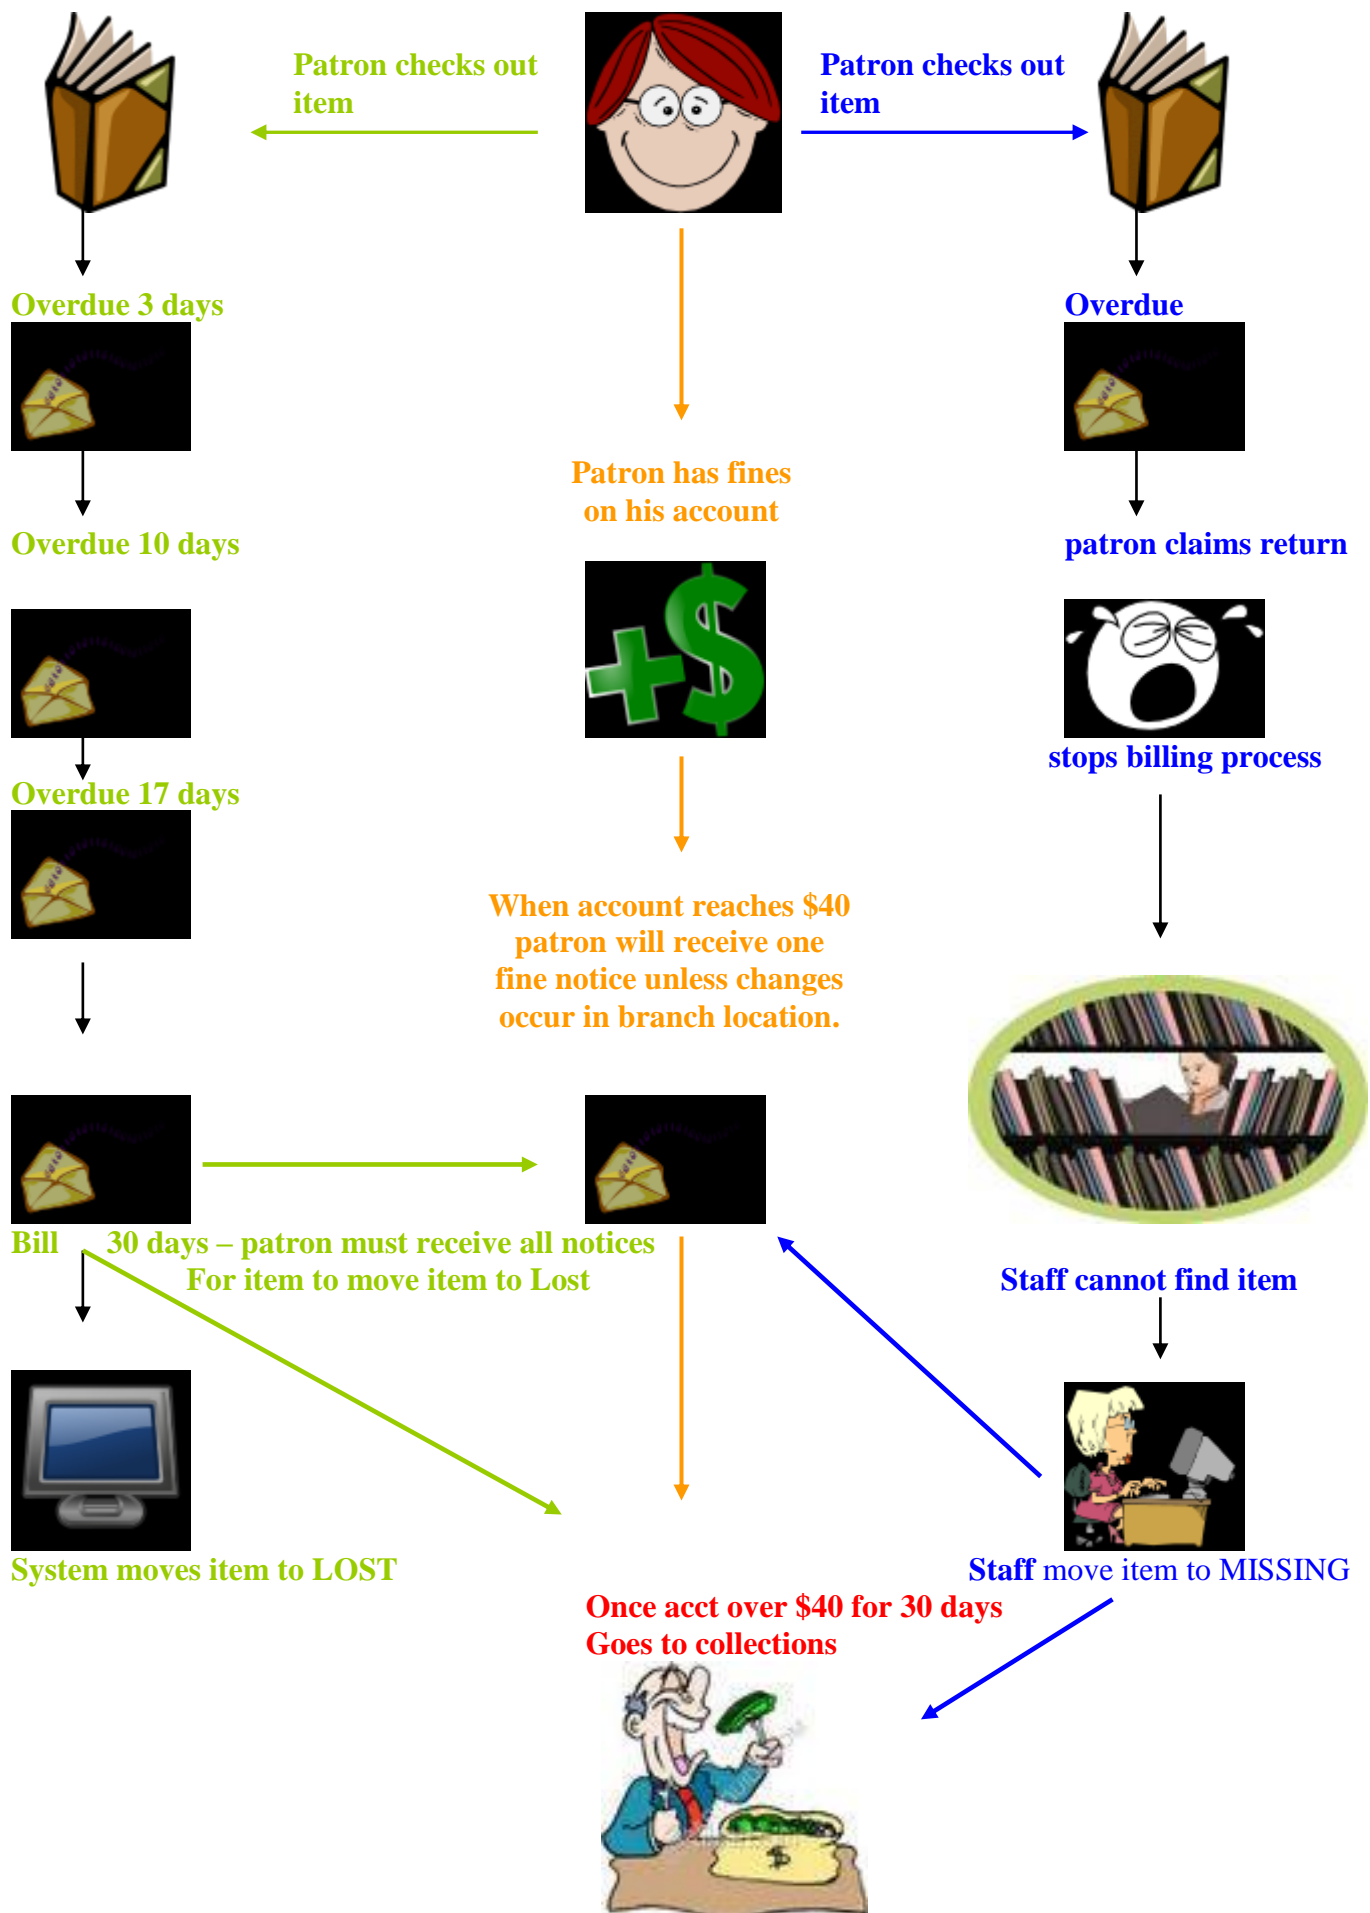 Patron checks out
item
Patron checks out
item
Overdue 3 days
Overdue
Patron has fines
on his account
Overdue 10 days
patron claims return
stops billing process
Overdue 17 days
When account reaches $40
patron will receive one
fine notice unless changes
occur in branch location.
Bill 30 days – patron must receive all notices
For item to move item to Lost
Staff cannot find item
System moves item to LOST
Staff move item to MISSING
Once acct over $40 for 30 days
Goes to collections
$